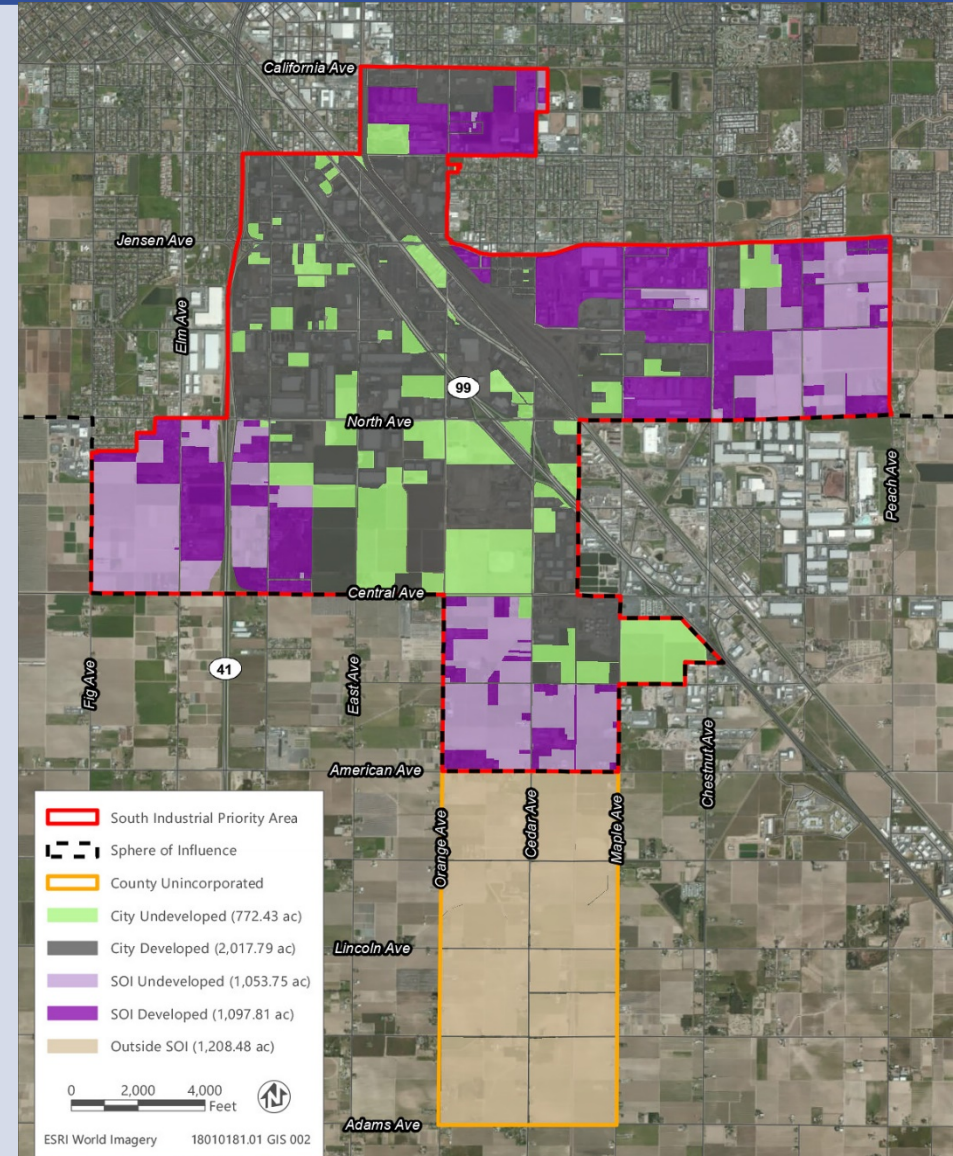 California Ave
Jensen Ave
Elm Ave
99
North Ave
Peach Ave
Central Ave
Fig Ave
41
East Ave
Chestnut Ave
American Ave
Orange Ave
Cedar Ave
Maple Ave
Lincoln Ave
Adams Ave
South Industrial Priority Area
Sphere of Influence
County Unincorporated
City Undeveloped (772.43 ac)
City Developed (2,017.79 ac)
SOI Undeveloped (1,053.75 ac)
SOI Developed (1,097.81 ac)
Outside SOI (1,208.48 ac)
0 2,000 4,000
Feet
N
ESRI World Imagery 18010181.01 GIS 002